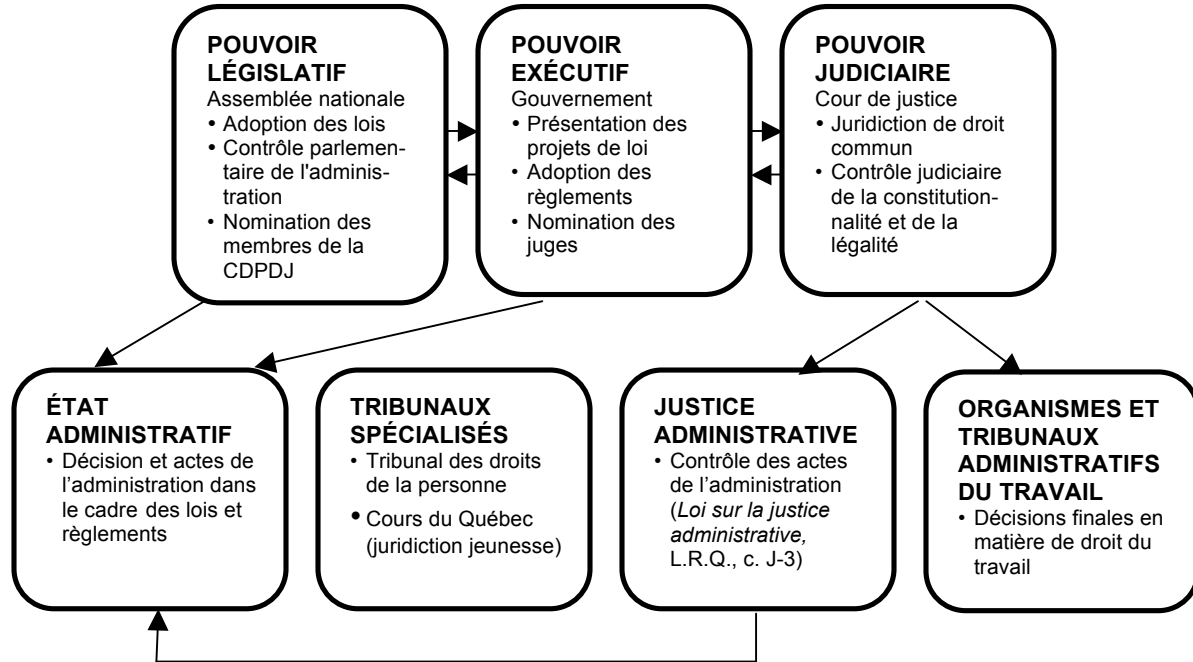 POUVOIR
LÉGISLATIF
Assemblée nationale
• Adoption des lois
• Contrôle parlemen-
taire de l'adminis-
tration
• Nomination des
membres de la
CDPDJ
POUVOIR
EXÉCUTIF
Gouvernement
• Présentation des
projets de loi
• Adoption des
règlements
• Nomination des
juges
POUVOIR
JUDICIAIRE
Cour de justice
• Juridiction de droit
commun
• Contrôle judiciaire
de la constitution-
nalité et de la
légalité
ÉTAT
ADMINISTRATIF
• Décision et actes de
l’administration dans
le cadre des lois et
règlements
TRIBUNAUX
SPÉCIALISÉS
• Tribunal des droits
de la personne
• Cours du Québec
(juridiction jeunesse)
JUSTICE
ADMINISTRATIVE
• Contrôle des actes
de l’administration
(Loi sur la justice
administrative,
L.R.Q., c. J-3)
ORGANISMES ET
TRIBUNAUX
ADMINISTRATIFS
DU TRAVAIL
• Décisions finales en
matière de droit du
travail